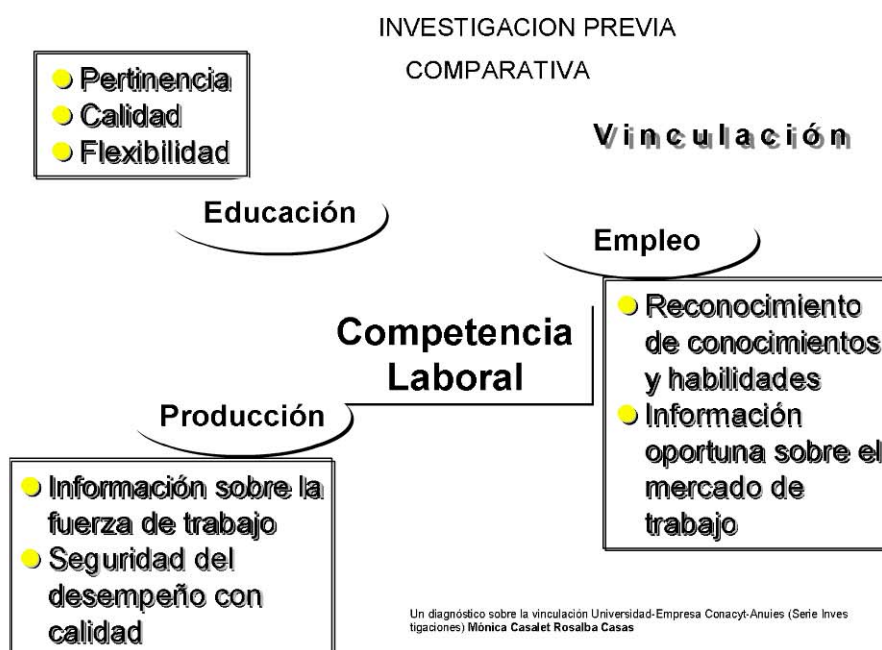 INVESTIGACION PREVIA
COMPARATIVA
Pertinencia
Calidad
Flexibilidad
Vinculación
Educación
Empleo
Reconocimiento
de conocimientos
y habilidades
Información
oportuna sobre el
mercado de
trabajo
Competencia
Laboral
Producción
Información sobre la
fuerza de trabajo
Seguridad del
desempeño con
calidad
Un diagnóstico sobre la vinculación Universidad-Empresa Conacyt-Anuies (Serie Inves
tigaciones) Mónica Casalet Rosalba Casas